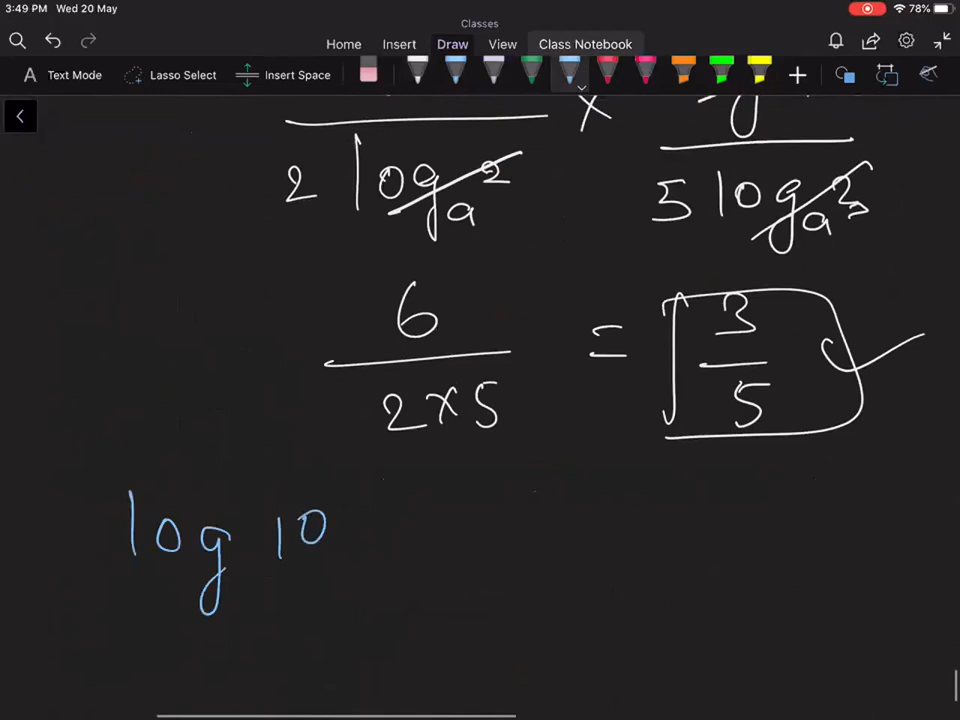 3:49 PM Wed 20 May 78%
Classes
Home Insert Draw View Class Notebook
A Text Mode Lasso Select Insert Space
×
2 log a 2 5 log a 3
6 / 2×5 = 3 / 5
log 10